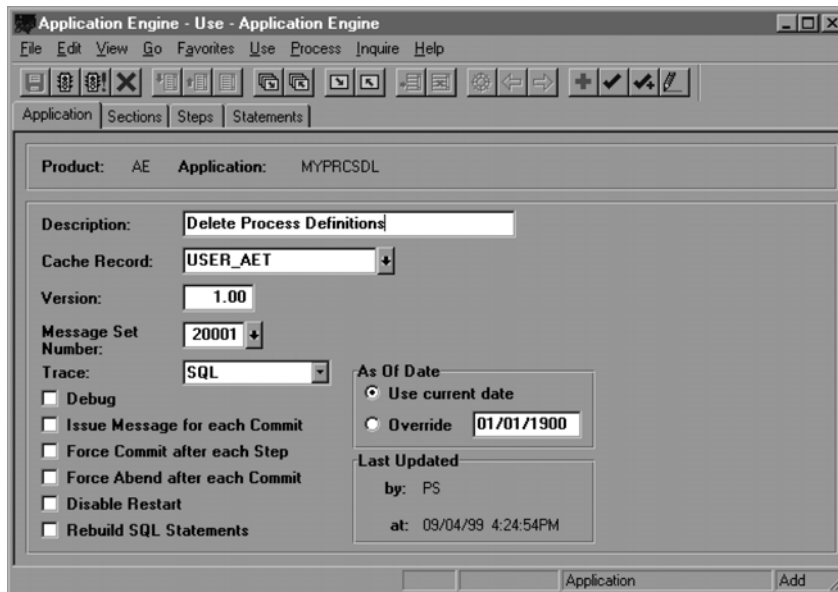 Application Engine - Use - Application Engine
File Edit View Go Favorites Use Process Inquire Help
Application Sections Steps Statements
Product: AE Application: MYPRCSDL
Description: Delete Process Definitions
Cache Record: USER_AET
Version: 1.00
Message Set Number: 20001
Trace: SQL
Debug
Issue Message for each Commit
Force Commit after each Step
Force Abend after each Commit
Disable Restart
Rebuild SQL Statements
As Of Date
Use current date
Override 01/01/1900
Last Updated
by: PS
at: 09/04/99 4:24:54PM
Application Add